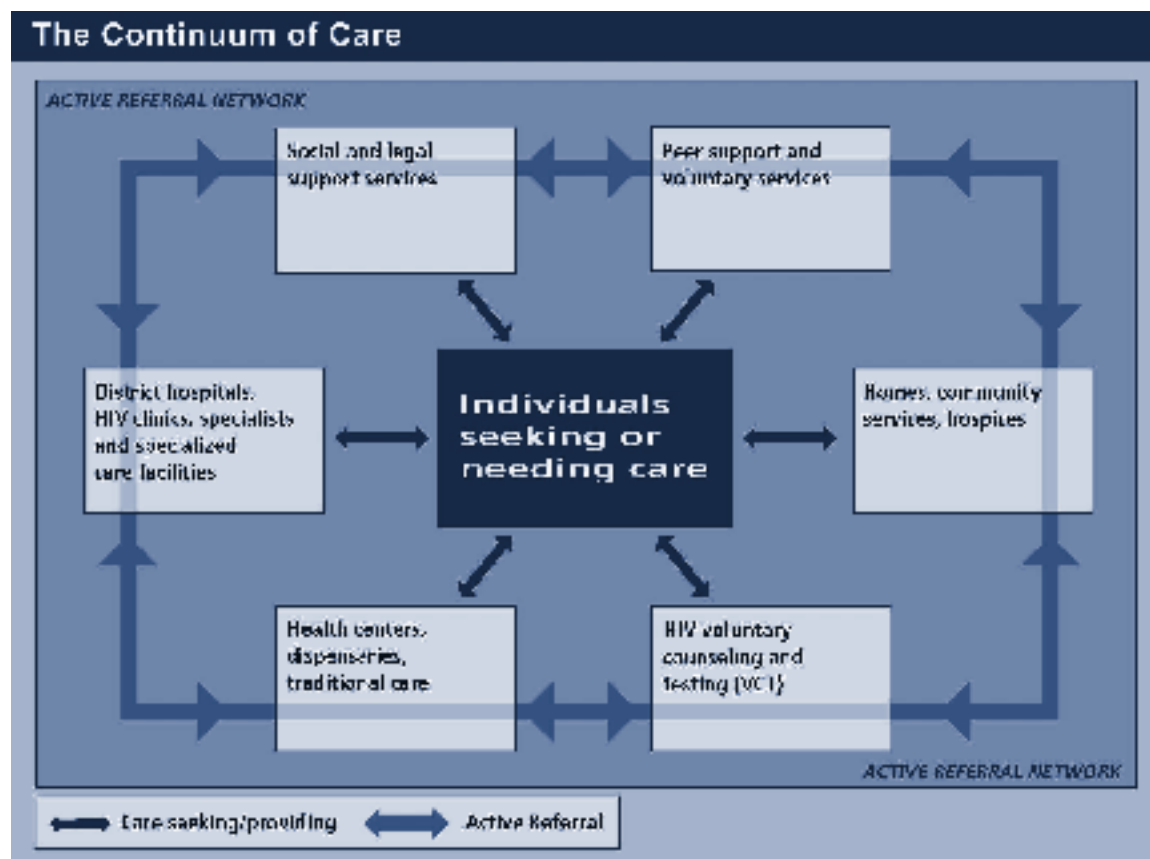 The Continuum of Care
ACTIVE REFERRAL NETWORK
Social and legal
support services
Peer support and
voluntary services
District hospitals,
HIV clinics, specialists
and specialized
care facilities
Individuals
seeking or
needing care
Homes, community
services, hospices
Health centers,
dispensaries,
traditional care
HIV voluntary
counseling and
testing (VCT)
ACTIVE REFERRAL NETWORK
Care seeking/providing
Active Referral